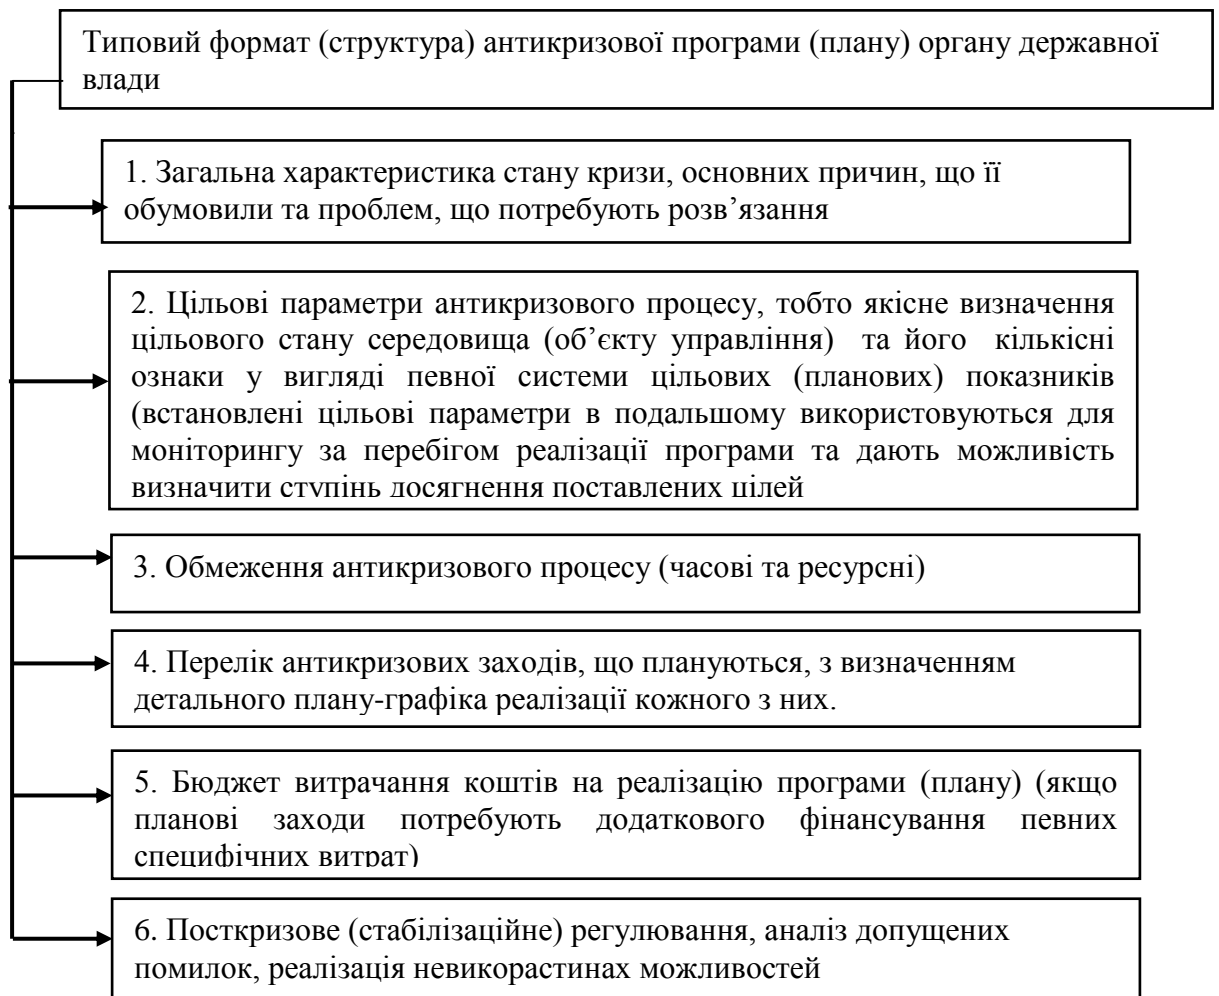 Типовий формат (структура) антикризової програми (плану) органу державної
влади
1. Загальна характеристика стану кризи, основних причин, що її
обумовили та проблем, що потребують розв’язання
2. Цільові параметри антикризового процесу, тобто якісне визначення
цільового стану середовища (об’єкту управління) та його кількісні
ознаки у вигляді певної системи цільових (планових) показників
(встановлені цільові параметри в подальшому використовуються для
моніторингу за перебігом реалізації програми та дають можливість
визначити ступінь досягнення поставлених цілей
3. Обмеження антикризового процесу (часові та ресурсні)
4. Перелік антикризових заходів, що плануються, з визначенням
детального плану-графіка реалізації кожного з них.
5. Бюджет витрачання коштів на реалізацію програми (плану) (якщо
планові заходи потребують додаткового фінансування певних
специфічних витрат)
6. Посткризове (стабілізаційне) регулювання, аналіз допущених
помилок, реалізація невикорастинах можливостей